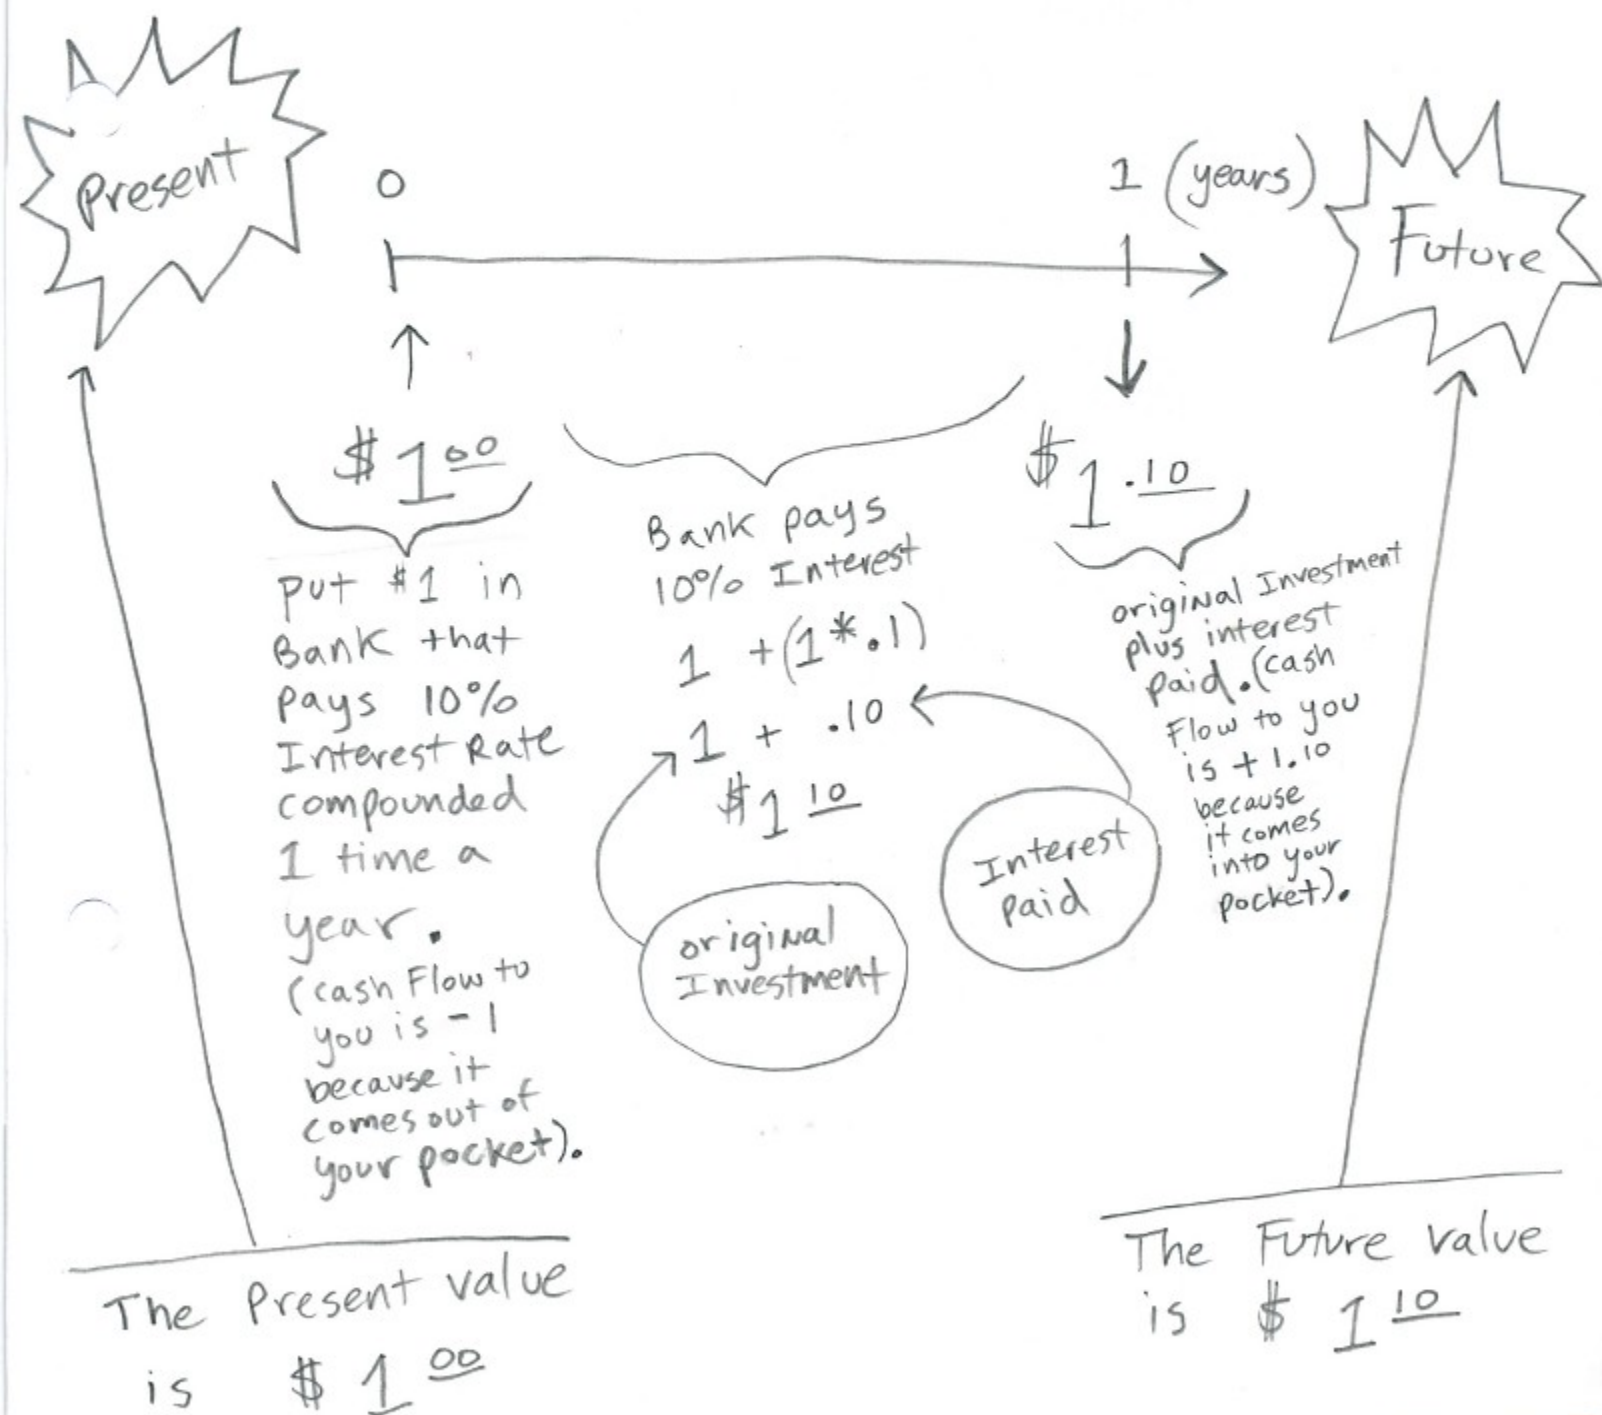 Present
0
1 (years)
1
Future
$ 1 00
put $1 in
Bank that
pays 10%
Interest Rate
compounded
1 time a
year.
(cash Flow to
you is -1
because it
comes out of
your pocket).
Bank pays
10% Interest
1 + (1*.1)
1 + .10
$1 10
original
Investment
Interest
paid
$ 1 .10
original Investment
plus interest
paid. (cash
Flow to you
is + 1.10
because
it comes
into your
pocket).
The Present value
is $ 1 00
The Future value
is $ 1 10